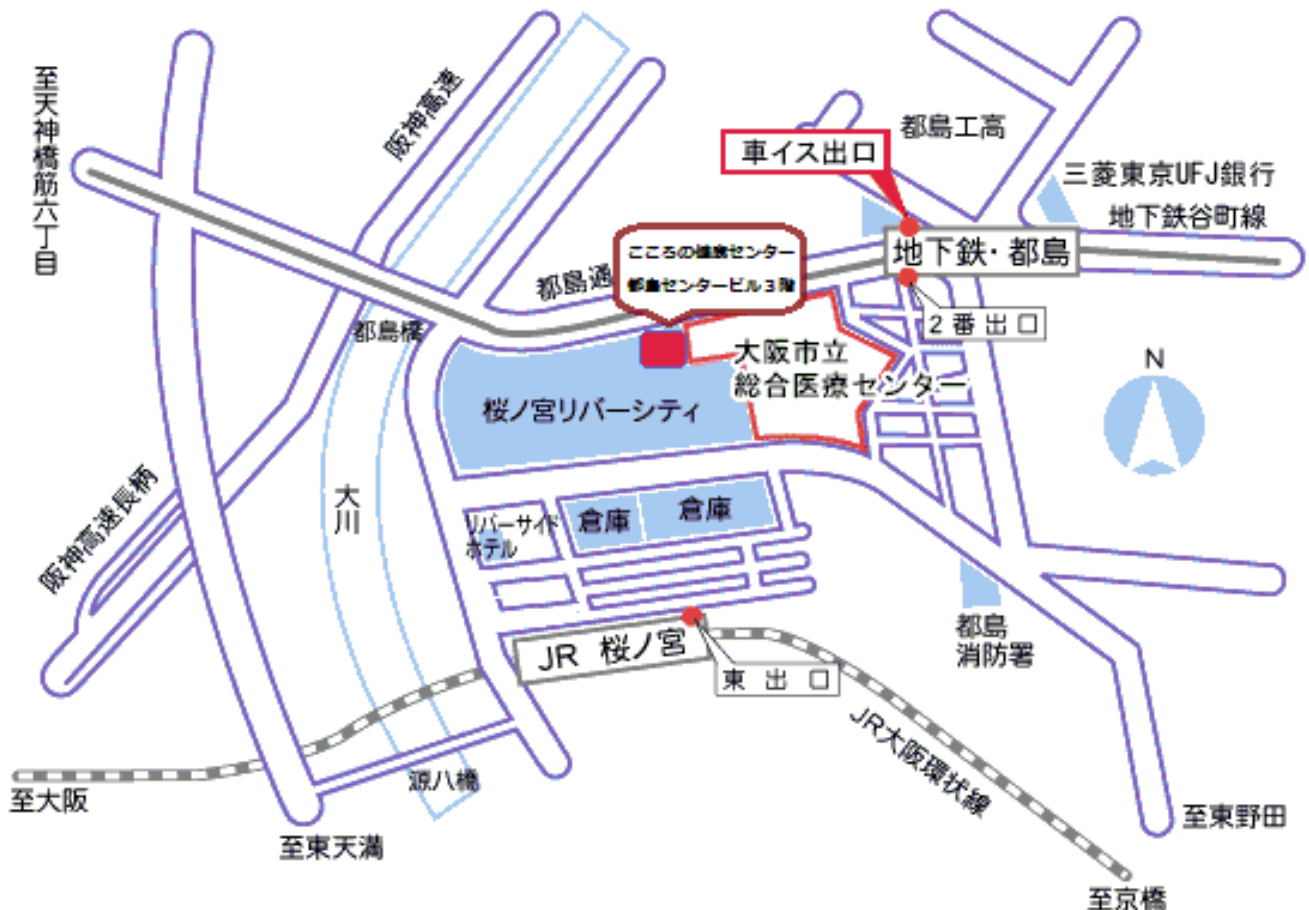 至天神橋筋六丁目
阪神高速
都島工高
車イス出口
三菱東京UFJ銀行
地下鉄谷町線
こころの健康センター
都島センタービル3階
地下鉄・都島
都島通
2番出口
都島橋
大阪市立
総合医療センター
N
桜ノ宮リバーシティ
大川
阪神高速長柄
リバーサイド
ホテル
倉庫
倉庫
都島
消防署
JR 桜ノ宮
東出口
JR大阪環状線
源八橋
至大阪
至東天満
至東野田
至京橋